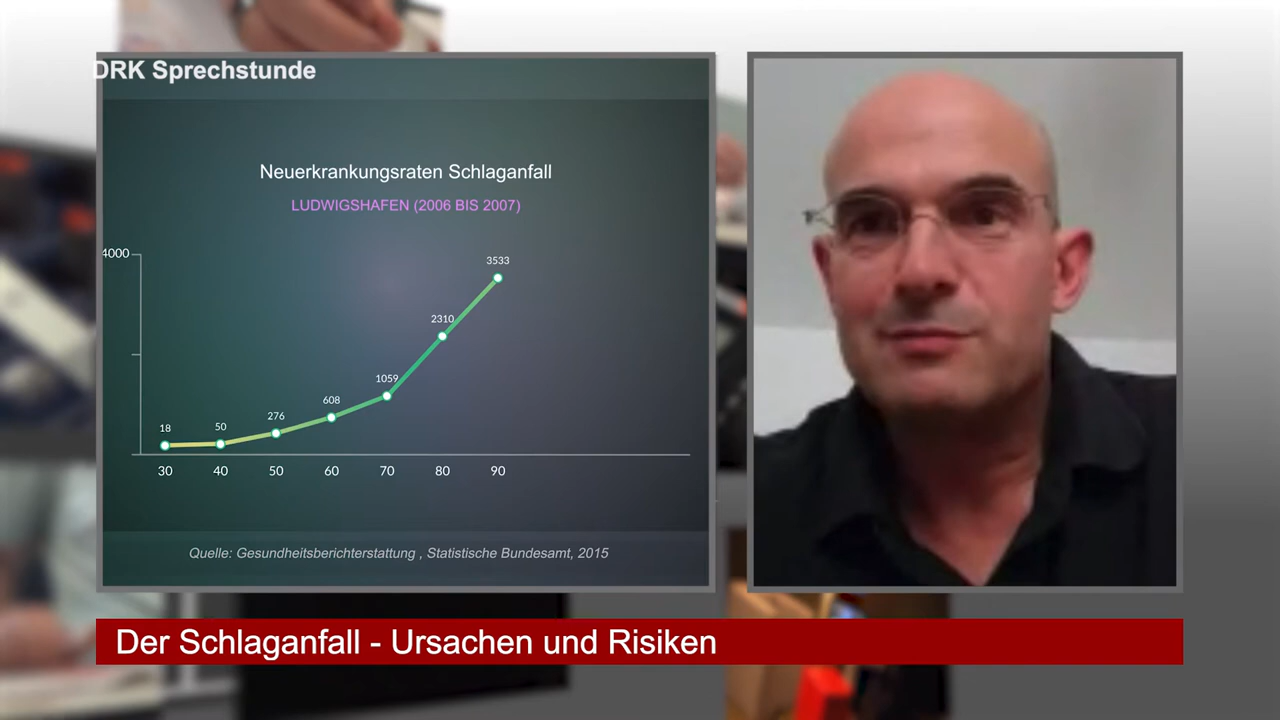 DRK Sprechstunde
Neuerkrankungsraten Schlaganfall
LUDWIGSHAFEN (2006 BIS 2007)
4000
3533
2310
1059
608
276
50
18
30 40 50 60 70 80 90
Quelle: Gesundheitsberichterstattung , Statistische Bundesamt, 2015
Der Schlaganfall - Ursachen und Risiken